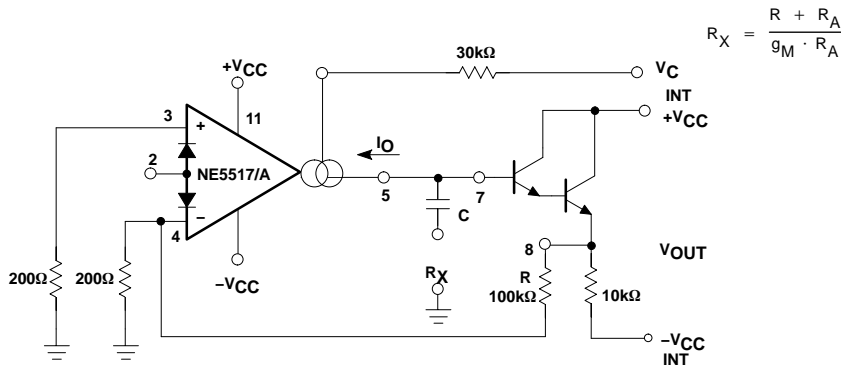 R + R_A
R_X = 
g_M · R_A
30kΩ
V_C
+V_CC
INT
+V_CC
3
+
11
I_O
2
NE5517/A
5
7
C
−
4
8
V_OUT
−V_CC
R_X
R
200Ω
200Ω
100kΩ
10kΩ
−V_CC
INT